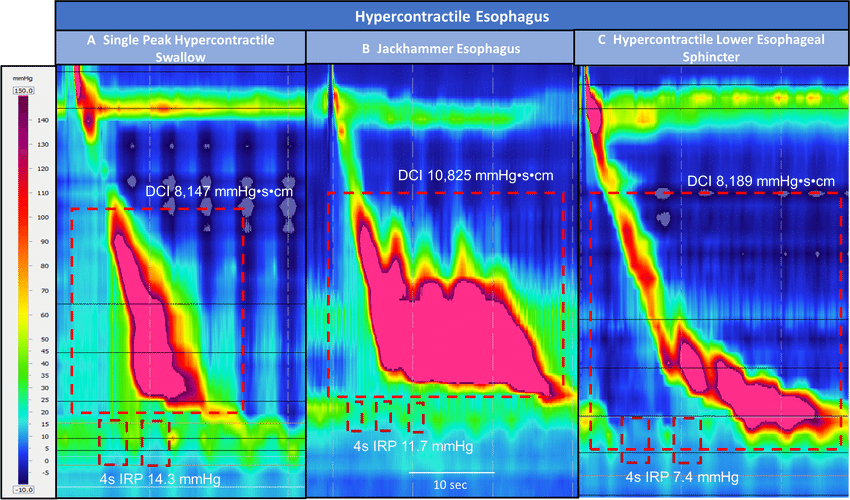 Hypercontractile Esophagus
A Single Peak Hypercontractile
Swallow
B Jackhammer Esophagus
C Hypercontractile Lower Esophageal
Sphincter
mmHg
150.0
140
130
120
110
100
90
80
70
60
50
45
40
35
30
25
20
15
10
5
0
-5
-10.0
DCI 8,147 mmHg•s•cm
4s IRP 14.3 mmHg
DCI 10,825 mmHg•s•cm
4s IRP 11.7 mmHg
10 sec
DCI 8,189 mmHg•s•cm
4s IRP 7.4 mmHg